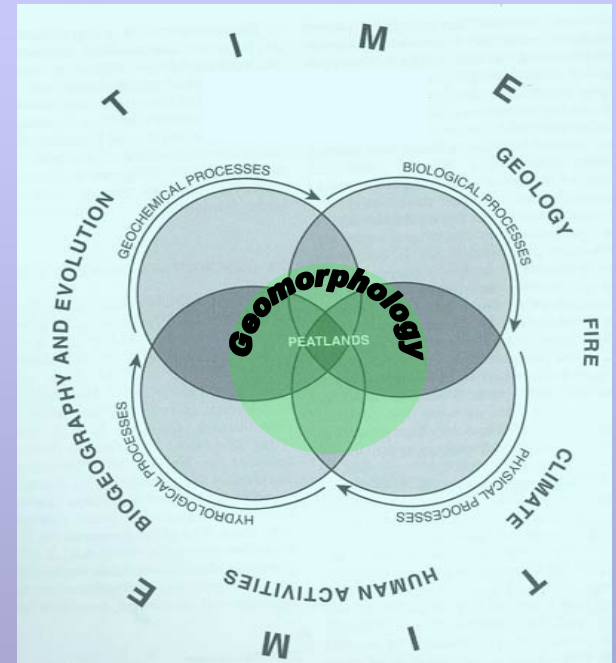 TIME
GEOLOGY
FIRE
CLIMATE
TIME
HUMAN ACTIVITIES
BIOGEOGRAPHY AND EVOLUTION
GEOCHEMICAL PROCESSES
BIOLOGICAL PROCESSES
PHYSICAL PROCESSES
HYDROLOGICAL PROCESSES
Geomorphology
PEATLANDS